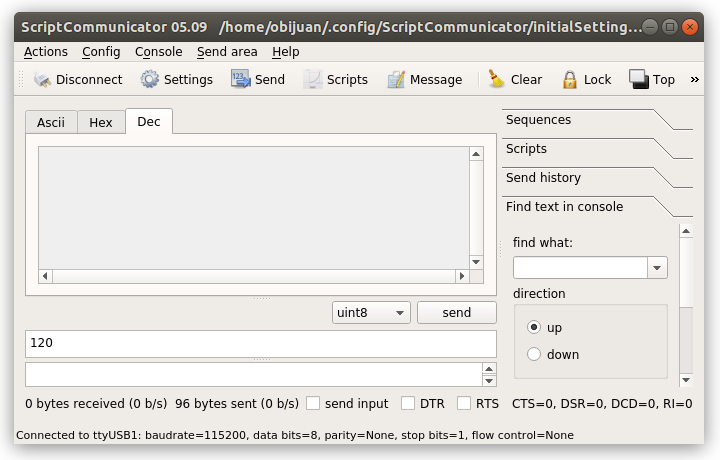 ScriptCommunicator 05.09 /home/obijuan/.config/ScriptCommunicator/initialSetting...
Actions Config Console Send area Help
Disconnect Settings Send Scripts Message Clear Lock Top »
Ascii Hex Dec
Sequences
Scripts
Send history
Find text in console
find what:
direction
up
down
uint8 send
120
0 bytes received (0 b/s) 96 bytes sent (0 b/s) send input DTR RTS CTS=0, DSR=0, DCD=0, RI=0
Connected to ttyUSB1: baudrate=115200, data bits=8, parity=None, stop bits=1, flow control=None